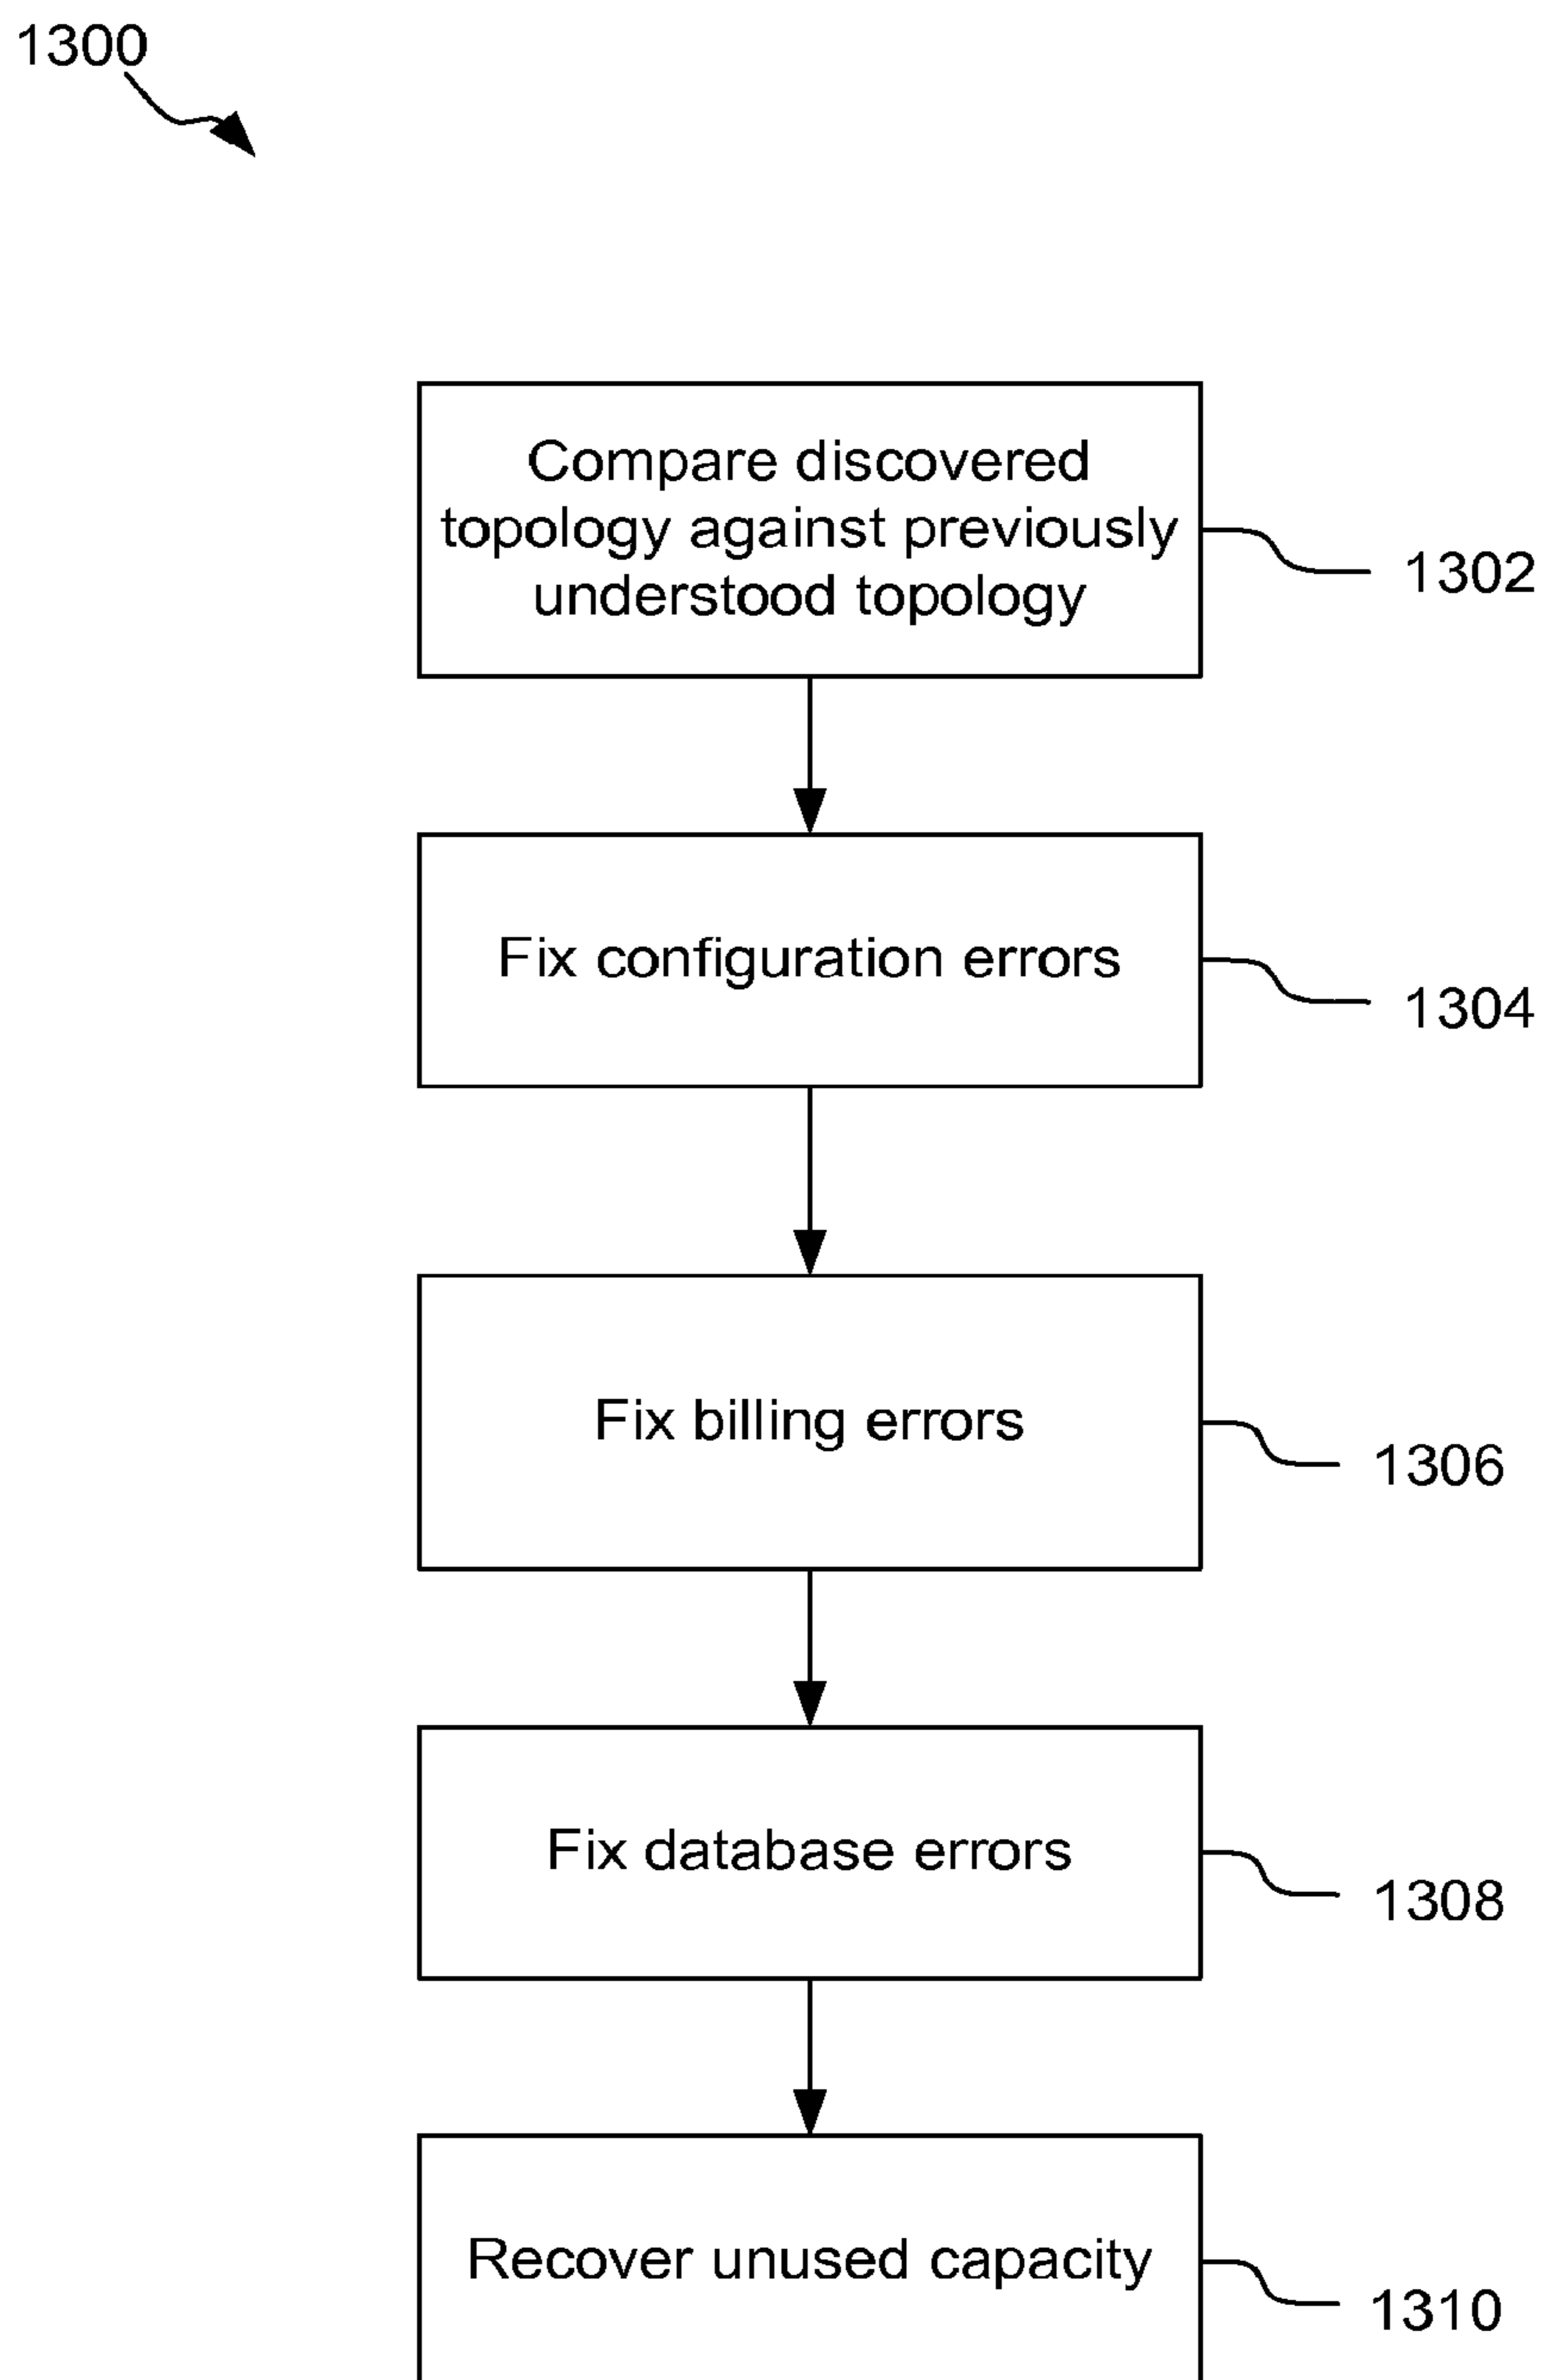 1300
Compare discovered
topology against previously
understood topology
1302
Fix configuration errors
1304
Fix billing errors
1306
Fix database errors
1308
Recover unused capacity
1310